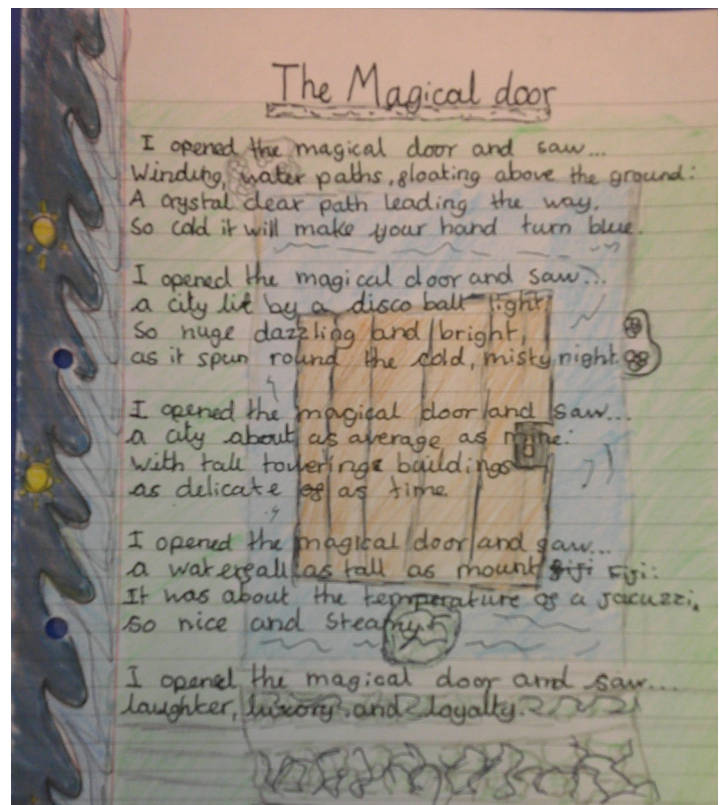 The Magical door
I opened the magical door and saw...
Winding, water paths, floating above the ground:
A crystal clear path leading the way,
So cold it will make your hand turn blue.
I opened the magical door and saw...
a city lit by a disco ball light
So huge dazzling and bright,
as it spun round the cold, misty night
I opened the magical door and saw...
a city about as average as mine:
With tall towering buildings
as delicate as time.
I opened the magical door and saw...
a waterfall as tall as mount Fiji Fiji:
It was about the temperature of a jacuzzi,
So nice and steamy
I opened the magical door and saw...
laughter, luxury and loyalty.